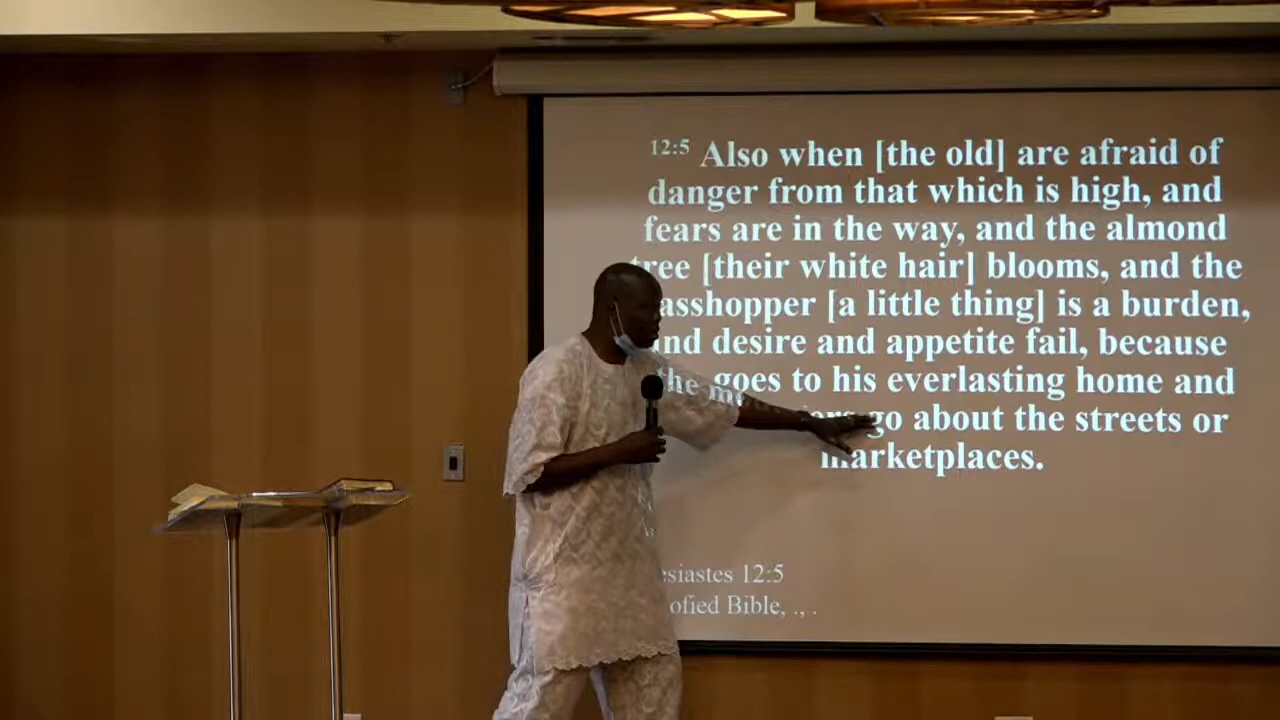 12:5 Also when [the old] are afraid of
danger from that which is high, and
fears are in the way, and the almond
tree [their white hair] blooms, and the
asshopper [a little thing] is a burden,
and desire and appetite fail, because
the goes to his everlasting home and
go about the streets or
marketplaces.
esiastes 12:5
ofied Bible, ., .